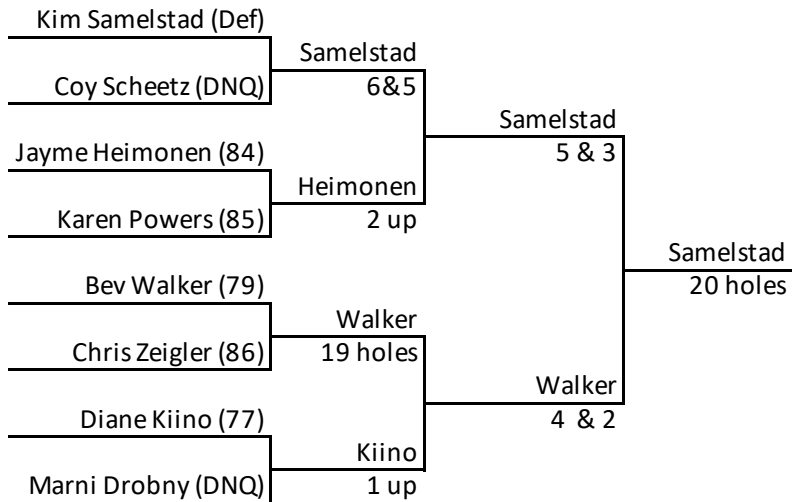 Kim Samelstad (Def)
Coy Scheetz (DNQ)
Jayme Heimonen (84)
Karen Powers (85)
Bev Walker (79)
Chris Zeigler (86)
Diane Kiino (77)
Marni Drobny (DNQ)
Samelstad
6&5
Heimonen
2 up
Walker
19 holes
Kiino
1 up
Samelstad
5 & 3
Walker
4 & 2
Samelstad
20 holes